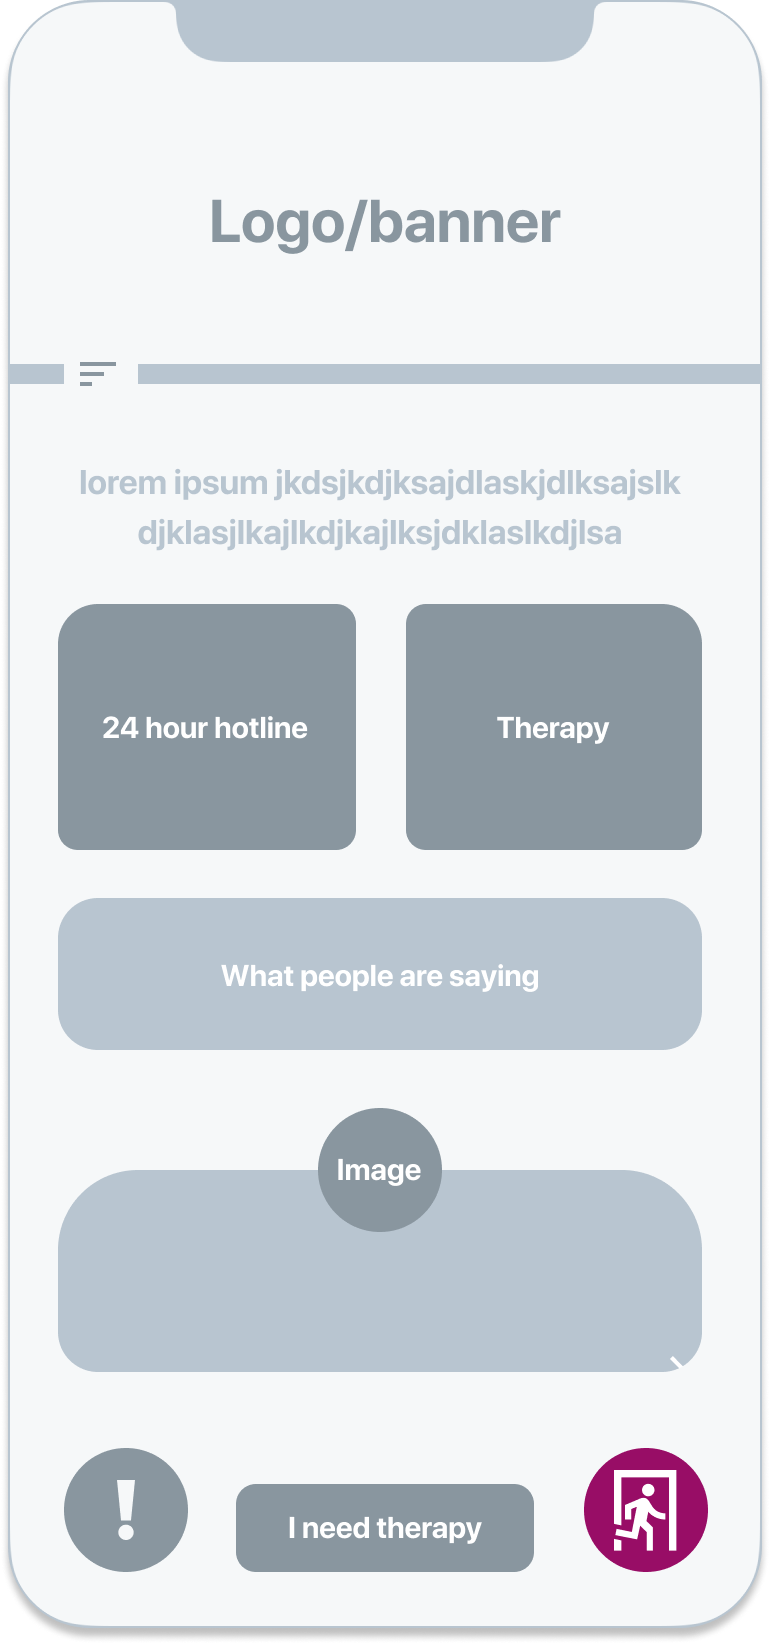 Logo/banner
lorem ipsum jkdsjkdjksajdlaskjdlksajslk
djklasjlkajlkdjkajlksjdklaslkdjlsa
24 hour hotline
Therapy
What people are saying
Image
!
I need therapy